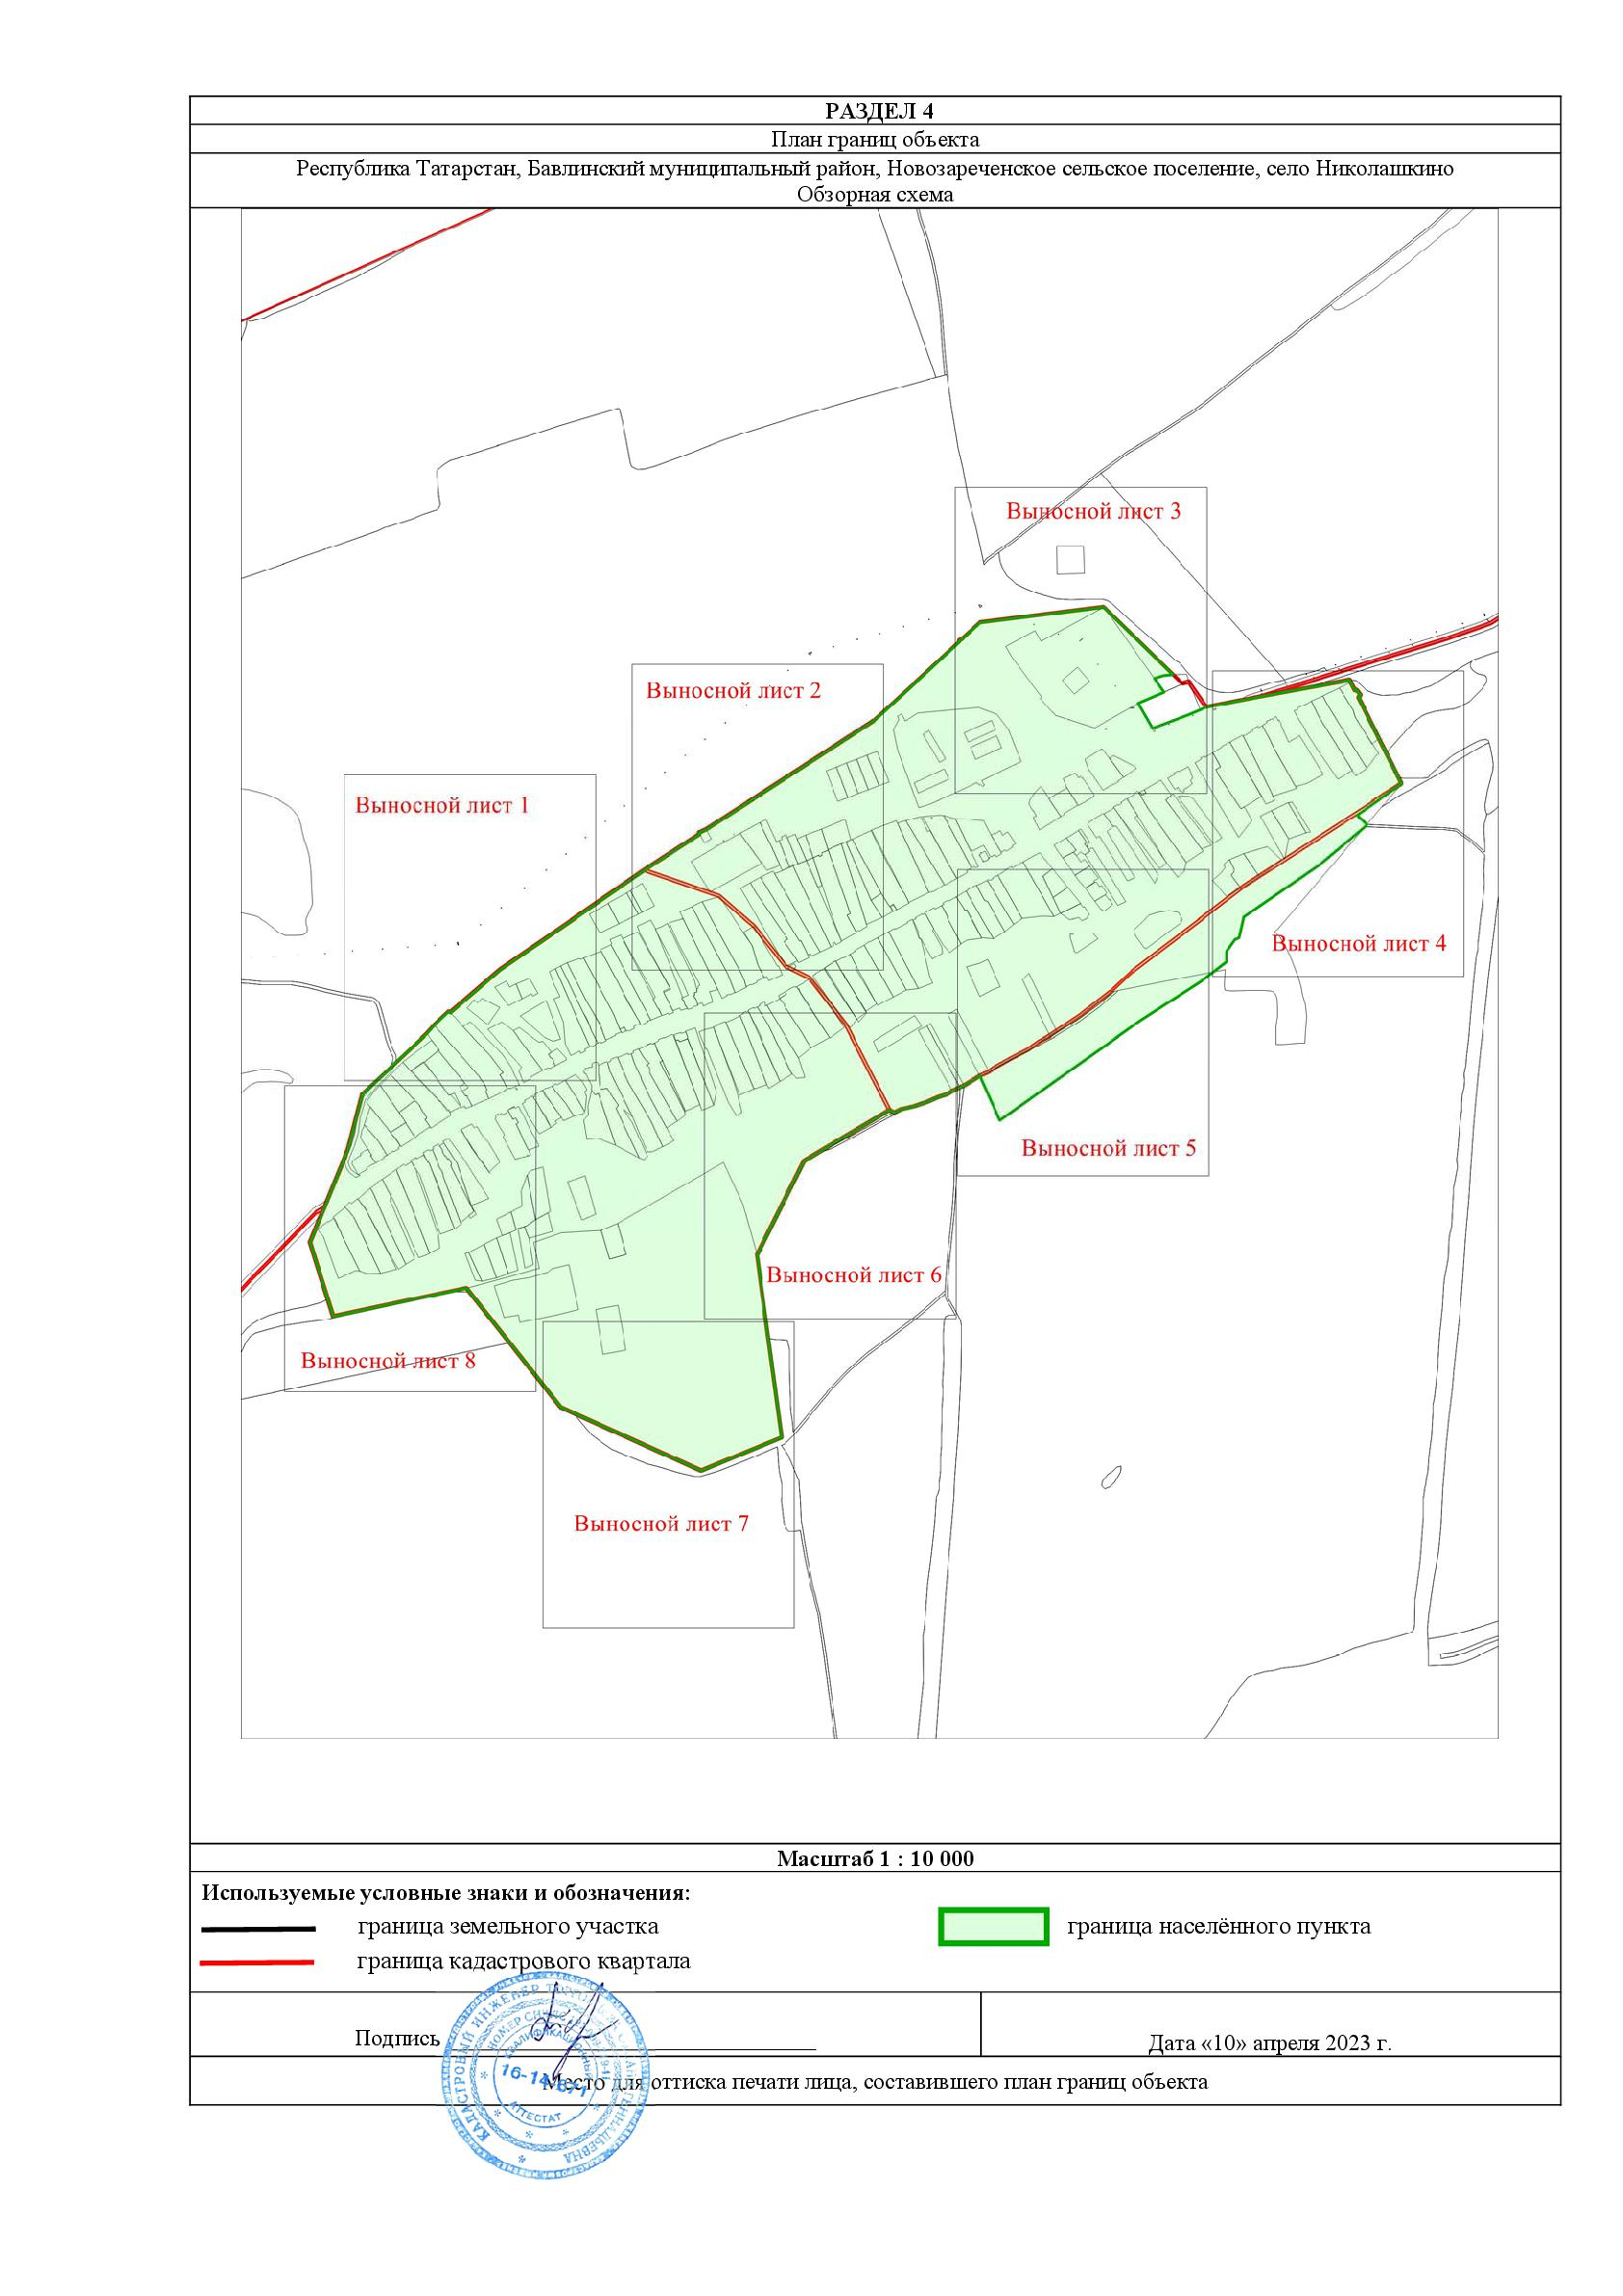 РАЗДЕЛ 4
План границ объекта
Республика Татарстан, Бавлинский муниципальный район, Новозареченское сельское поселение, село Николашкино
Обзорная схема
Выносной лист 3
Выносной лист 2
Выносной лист 1
Выносной лист 4
Выносной лист 5
Выносной лист 6
Выносной лист 8
Выносной лист 7
Масштаб 1 : 10 000
Используемые условные знаки и обозначения:
граница земельного участка
граница населённого пункта
граница кадастрового квартала
Подпись
Дата «10» апреля 2023 г.
Место для оттиска печати лица, составившего план границ объекта
КАДАСТРОВЫЙ ИНЖЕНЕР
АТТЕСТАТ